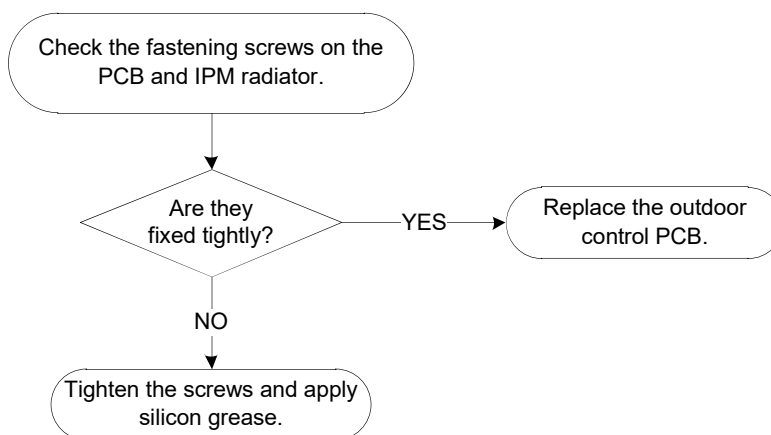 Check the fastening screws on the
PCB and IPM radiator.
Are they
fixed tightly?
YES
Replace the outdoor
control PCB.
NO
Tighten the screws and apply
silicon grease.